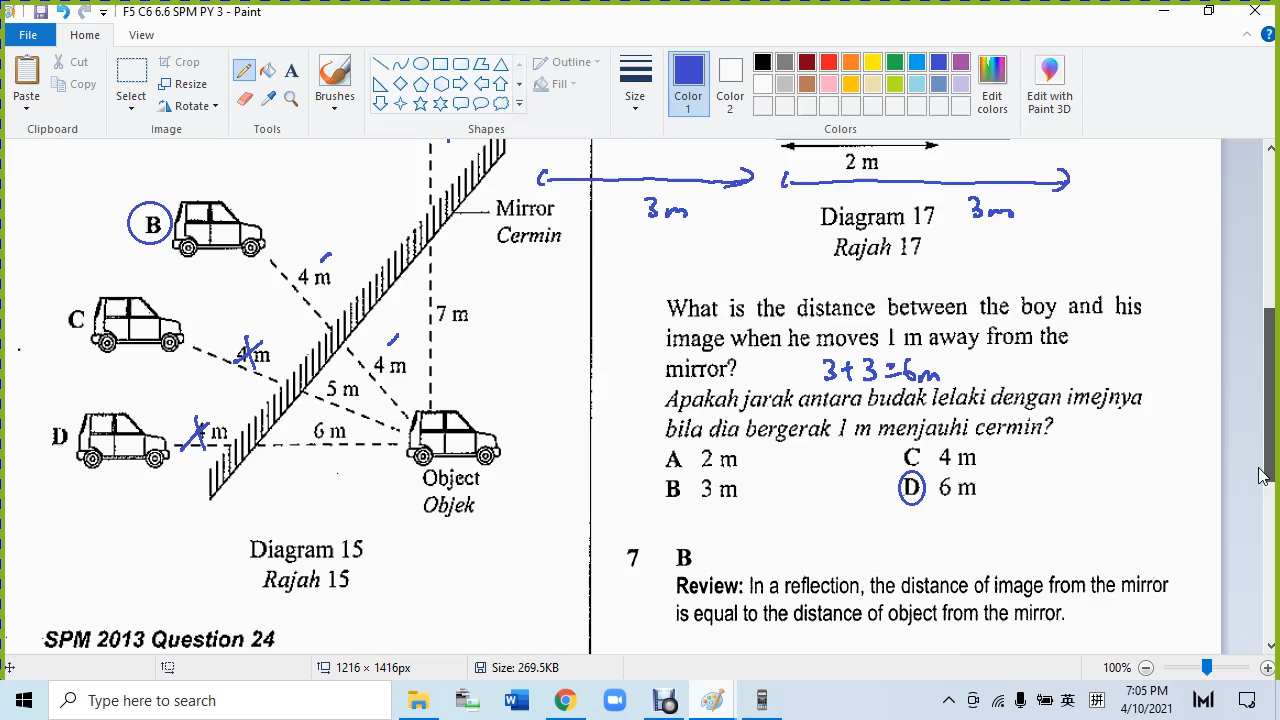 F5 C6 6.6 SPM PY 3 - Paint
File
Home
View
Paste
Cut
Copy
Clipboard
Select
Crop
Resize
Rotate
Image
A
Tools
Brushes
Shapes
Outline
Fill
Size
Color 1
Color 2
Colors
Edit colors
Edit with Paint 3D
B
C
D
4 m
4 m
m
7 m
4 m
5 m
6 m
Mirror
Cermin
Object
Objek
Diagram 15
Rajah 15
SPM 2013 Question 24
2 m
3m
3m
Diagram 17
Rajah 17
What is the distance between the boy and his
image when he moves 1 m away from the
mirror?
3+3=6m
Apakah jarak antara budak lelaki dengan imejnya
bila dia bergerak 1 m menjauhi cermin?
A 2 m
C 4 m
B 3 m
D 6 m
7 B
Review: In a reflection, the distance of image from the mirror
is equal to the distance of object from the mirror.
1216 × 1416px
Size: 269.5KB
100%
Type here to search
英
拼
7:05 PM
4/10/2021